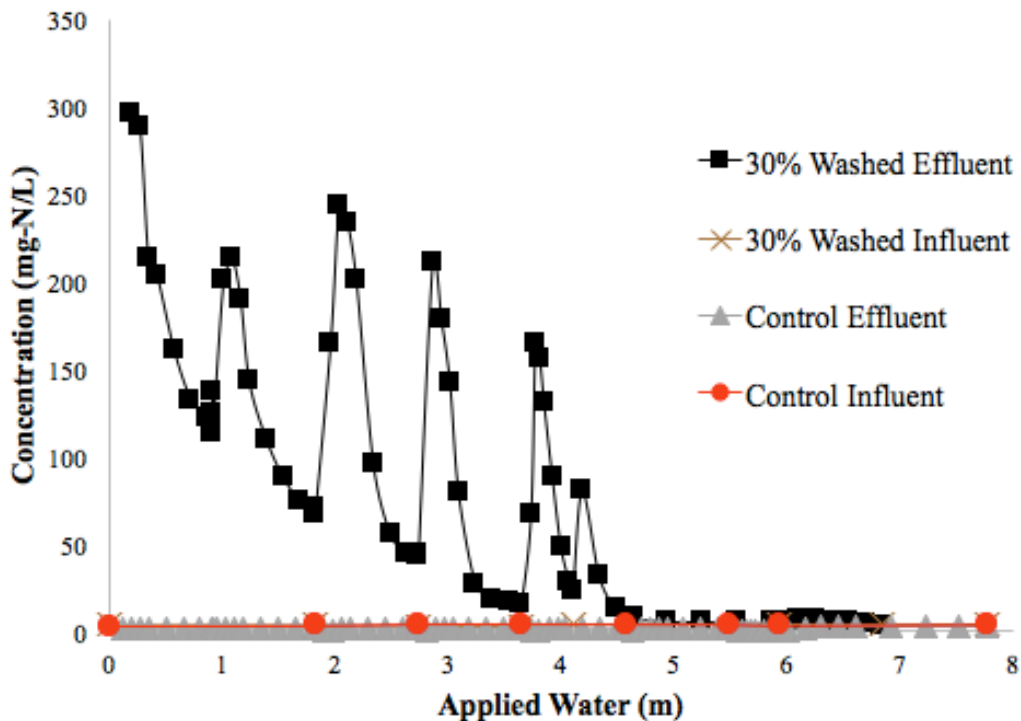 350
300
250
200
150
100
50
0
Concentration (mg-N/L)
30% Washed Effluent
30% Washed Influent
Control Effluent
Control Influent
0 1 2 3 4 5 6 7 8
Applied Water (m)